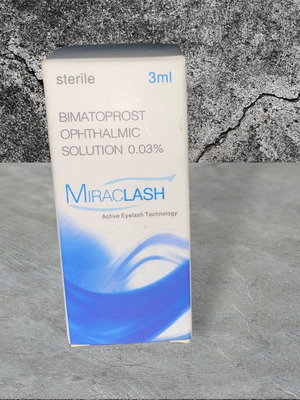 sterile 3ml
BIMATOPROST
OPHTHALMIC
SOLUTION 0.03%
MIRACLASH
Active Eyelash Technology